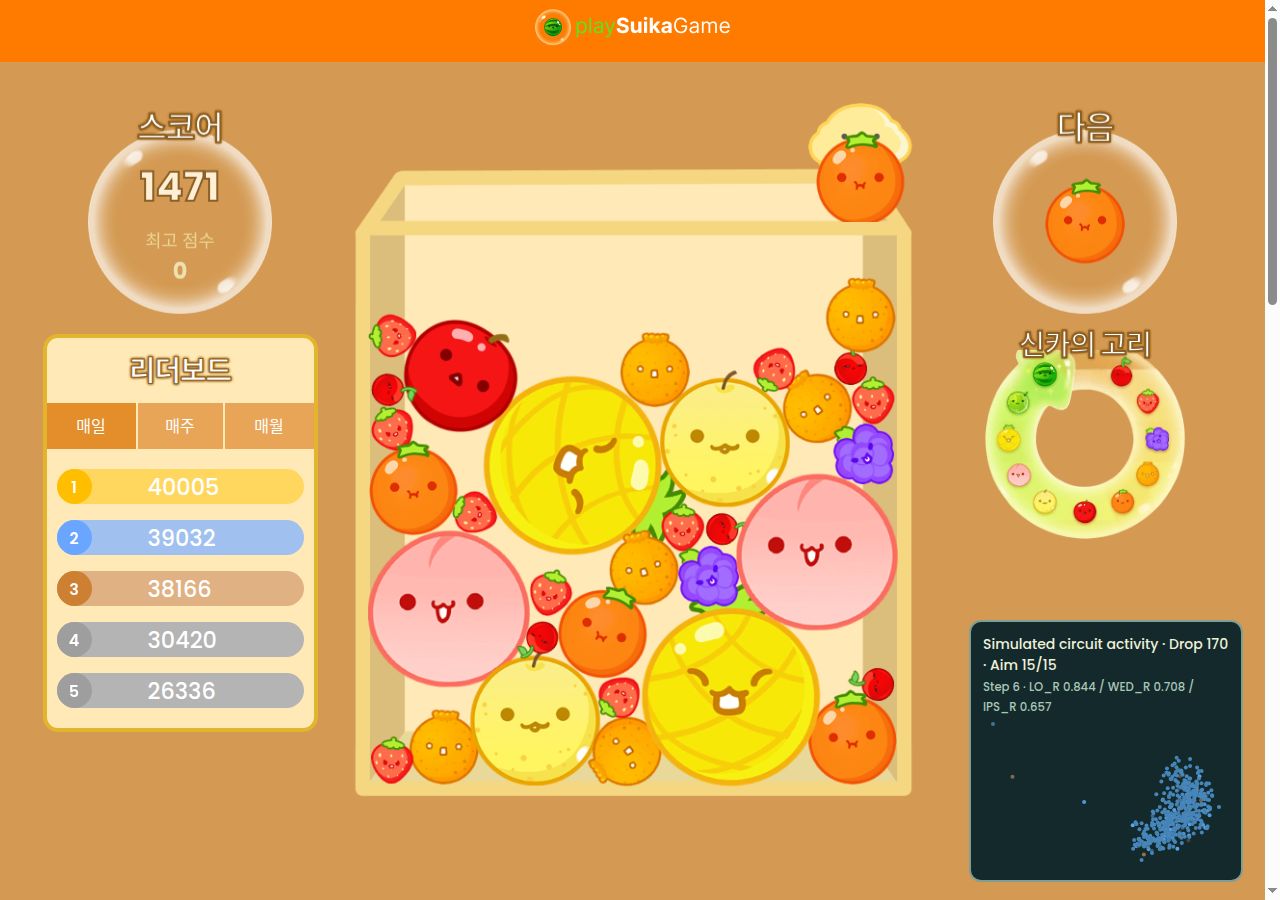 playSuikaGame
스코어
1471
최고 점수
0
리더보드
매일 매주 매월
1 40005
2 39032
3 38166
4 30420
5 26336
다음
신카의 고리
Simulated circuit activity · Drop 170
· Aim 15/15
Step 6 · LO_R 0.844 / WED_R 0.708 /
IPS_R 0.657